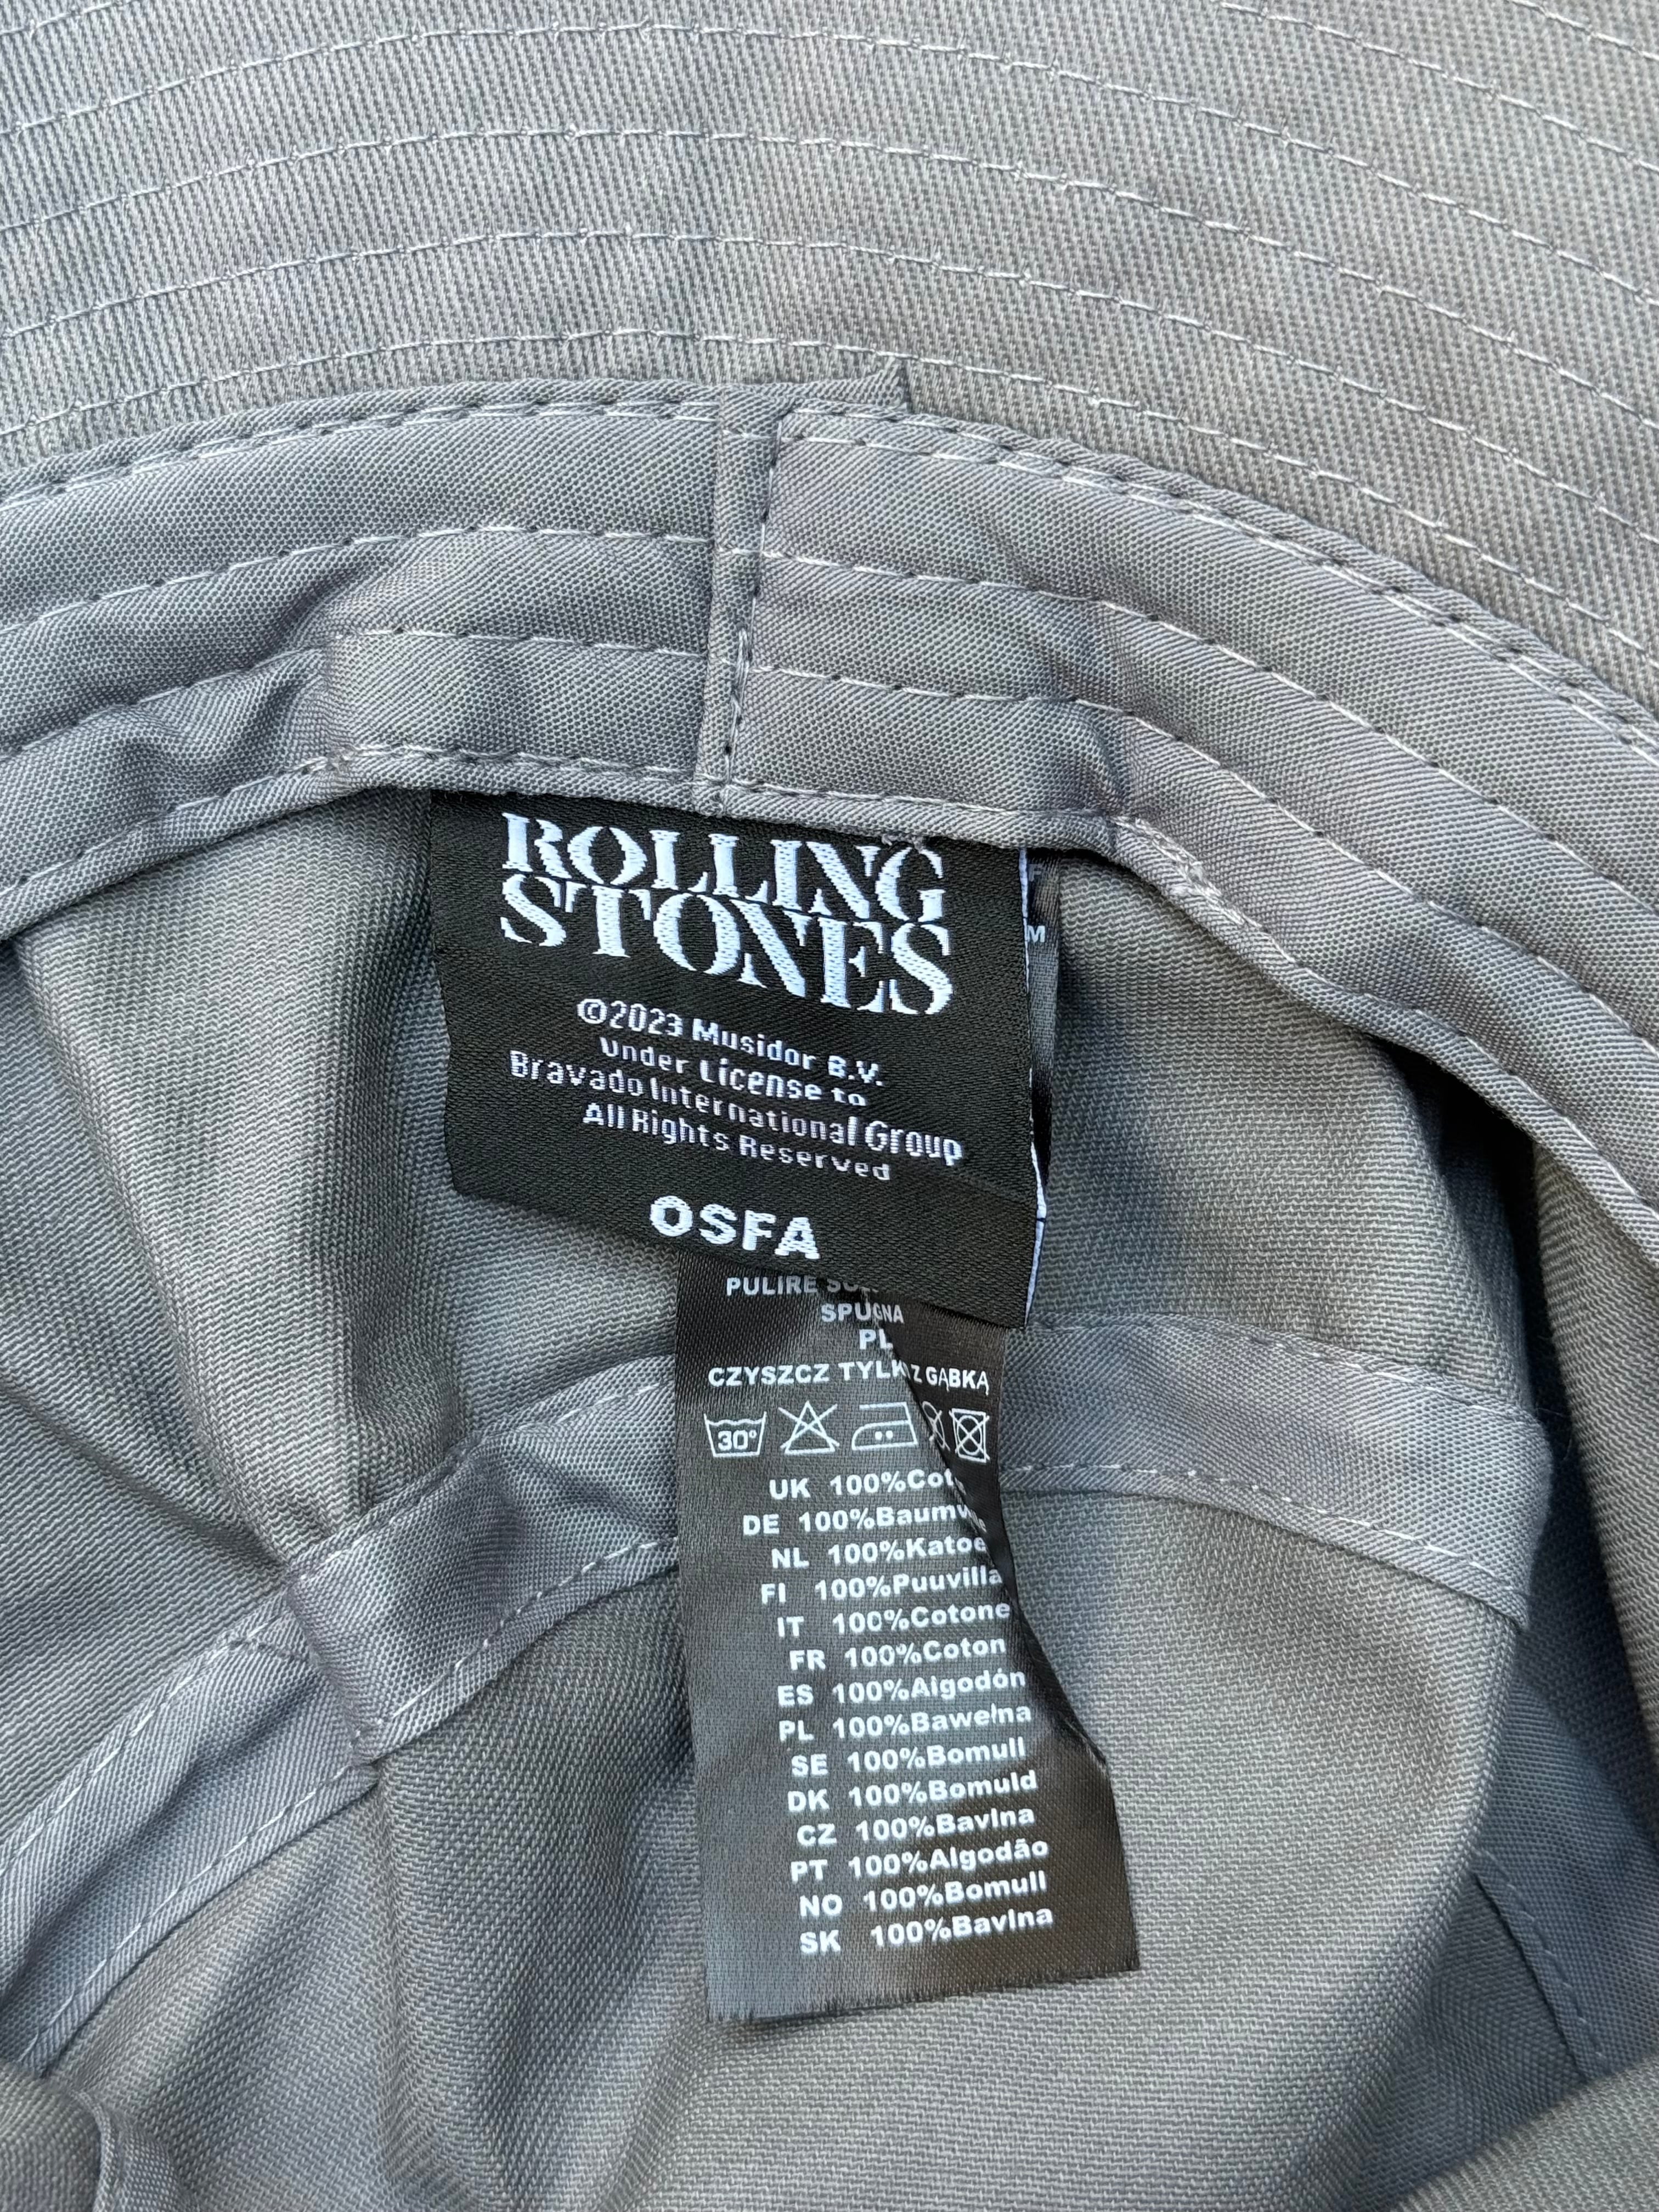 ROLLING
STONES
©2023 Musidor B.V.
Under License to
Bravado International Group
All Rights Reserved
OSFA
M
PULIRE
SPUGNA
PL
CZYSZCZ TYLK Z GĄBKĄ
30°
UK 100%Cot
DE 100%Baumw
NL 100%Katoe
FI 100%Puuvilla
IT 100%Cotone
FR 100%Coton
ES 100%Algodón
PL 100%Bawełna
SE 100%Bomull
DK 100%Bomuld
CZ 100%Bavlna
PT 100%Algodão
NO 100%Bomull
SK 100%Bavlna